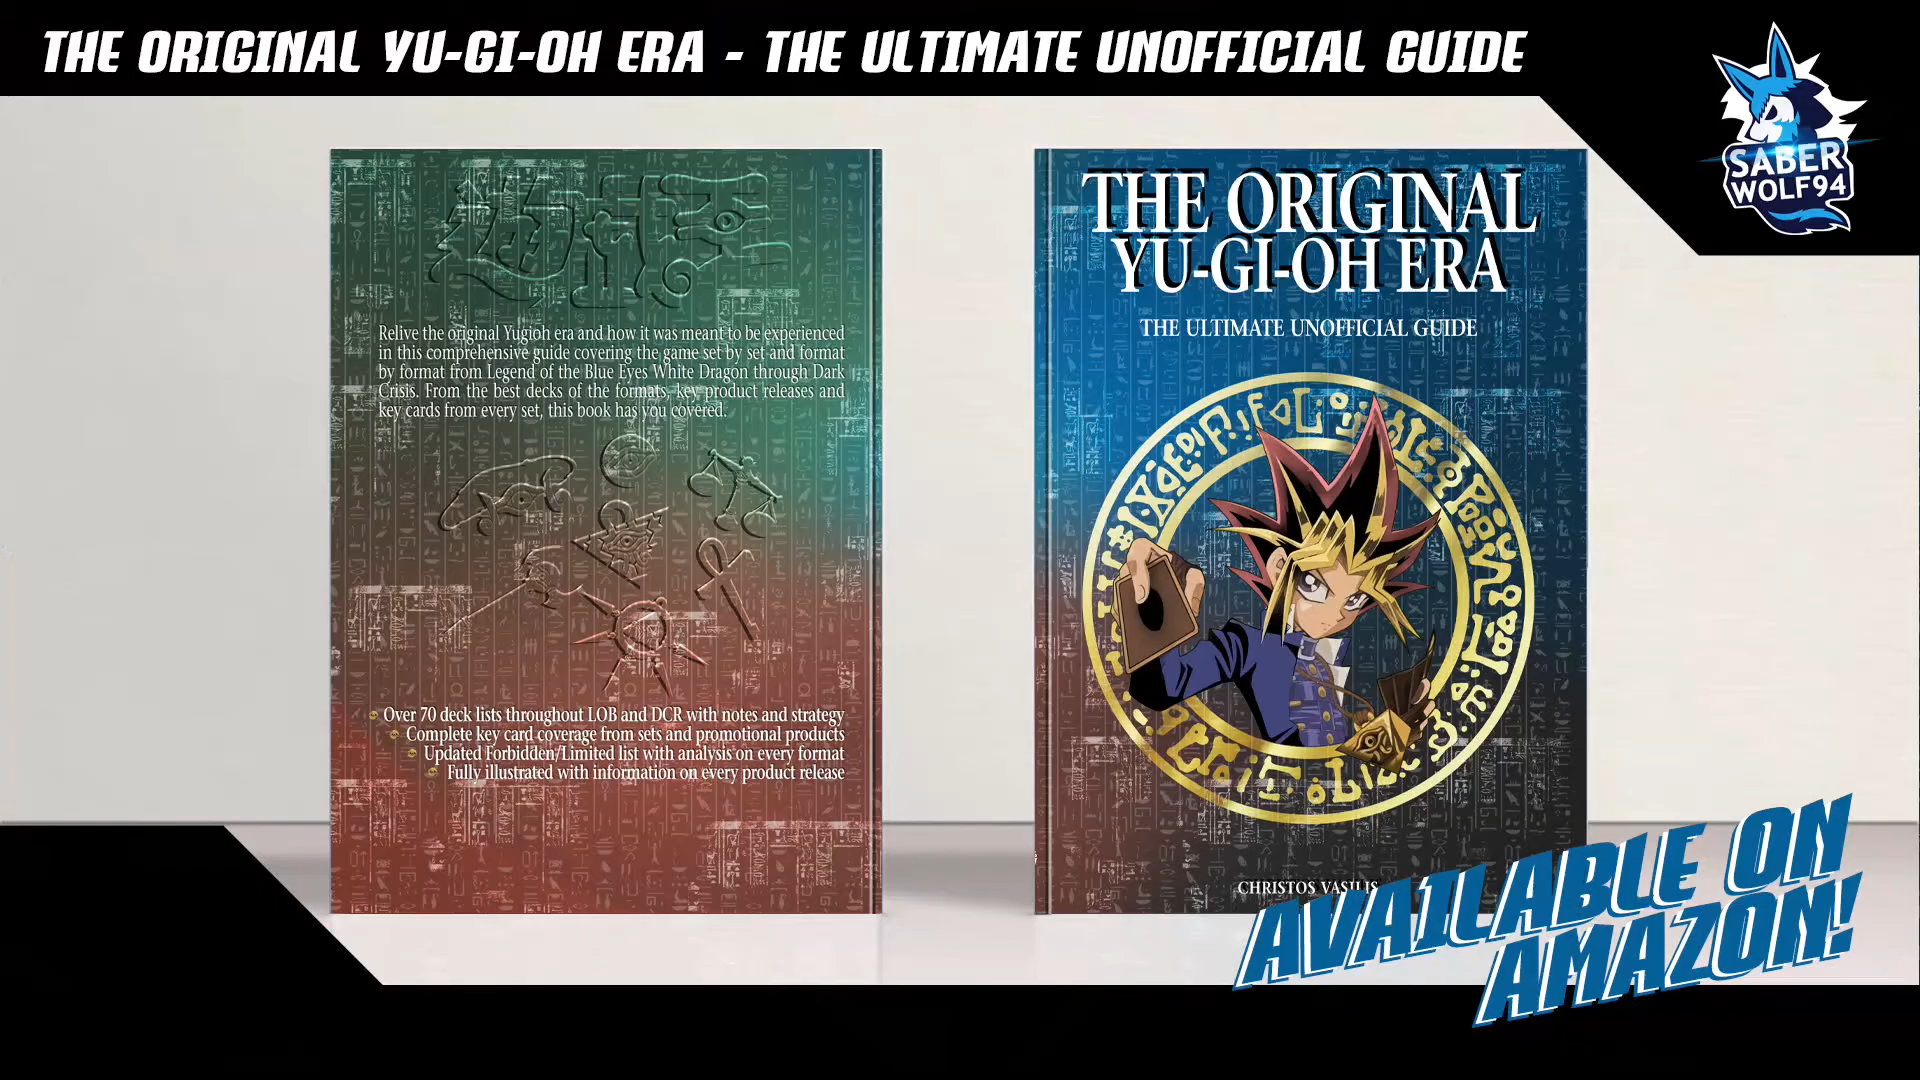 THE ORIGINAL YU-GI-OH ERA - THE ULTIMATE UNOFFICIAL GUIDE
SABER
WOLF94
Relive the original Yugioh era and how it was meant to be experienced
in this comprehensive guide covering the game set by set and format
by format from Legend of the Blue Eyes White Dragon through Dark
Crisis. From the best decks of the formats, key product releases and
key cards from every set, this book has you covered.
Over 70 deck lists throughout LOB and DCR with notes and strategy
Complete key card coverage from sets and promotional products
Updated Forbidden/Limited list with analysis on every format
Fully illustrated with information on every product release
THE ORIGINAL
YU-GI-OH ERA
THE ULTIMATE UNOFFICIAL GUIDE
CHRISTOS VASILIS
AVAILABLE ON
AMAZON!